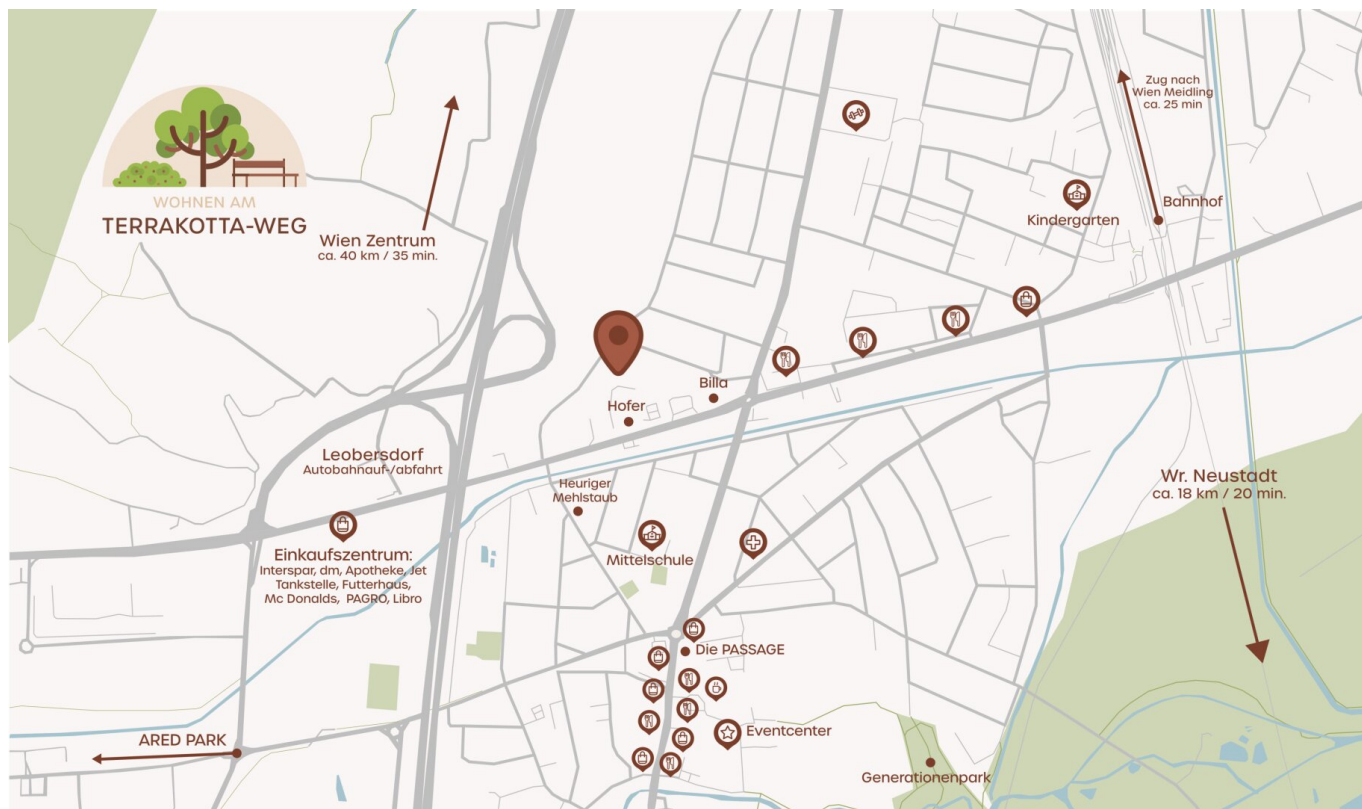 WOHNEN AM
TERRAKOTTA-WEG
Wien Zentrum
ca. 40 km / 35 min.
Zug nach
Wien Meidling
ca. 25 min
Kindergarten
Bahnhof
Billa
Hofer
Leobersdorf
Autobahnauf-/abfahrt
Heuriger
Mehlstaub
Wr. Neustadt
ca. 18 km / 20 min.
Einkaufszentrum:
Interspar, dm, Apotheke, Jet
Tankstelle, Futterhaus,
Mc Donalds, PAGRO, Libro
Mittelschule
Die PASSAGE
Eventcenter
ARED PARK
Generationenpark